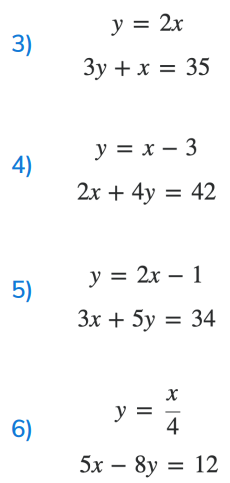 3) y = 2x
3y + x = 35
4) y = x − 3
2x + 4y = 42
5) y = 2x − 1
3x + 5y = 34
6) y = x/4
5x − 8y = 12